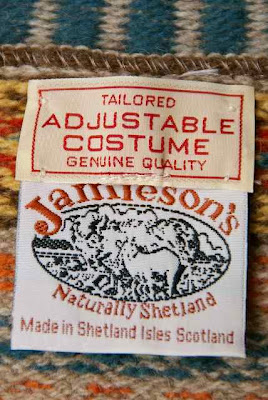 TAILORED
ADJUSTABLE
COSTUME
GENUINE QUALITY
Jamieson's
Naturally Shetland
Made in Shetland Isles Scotland